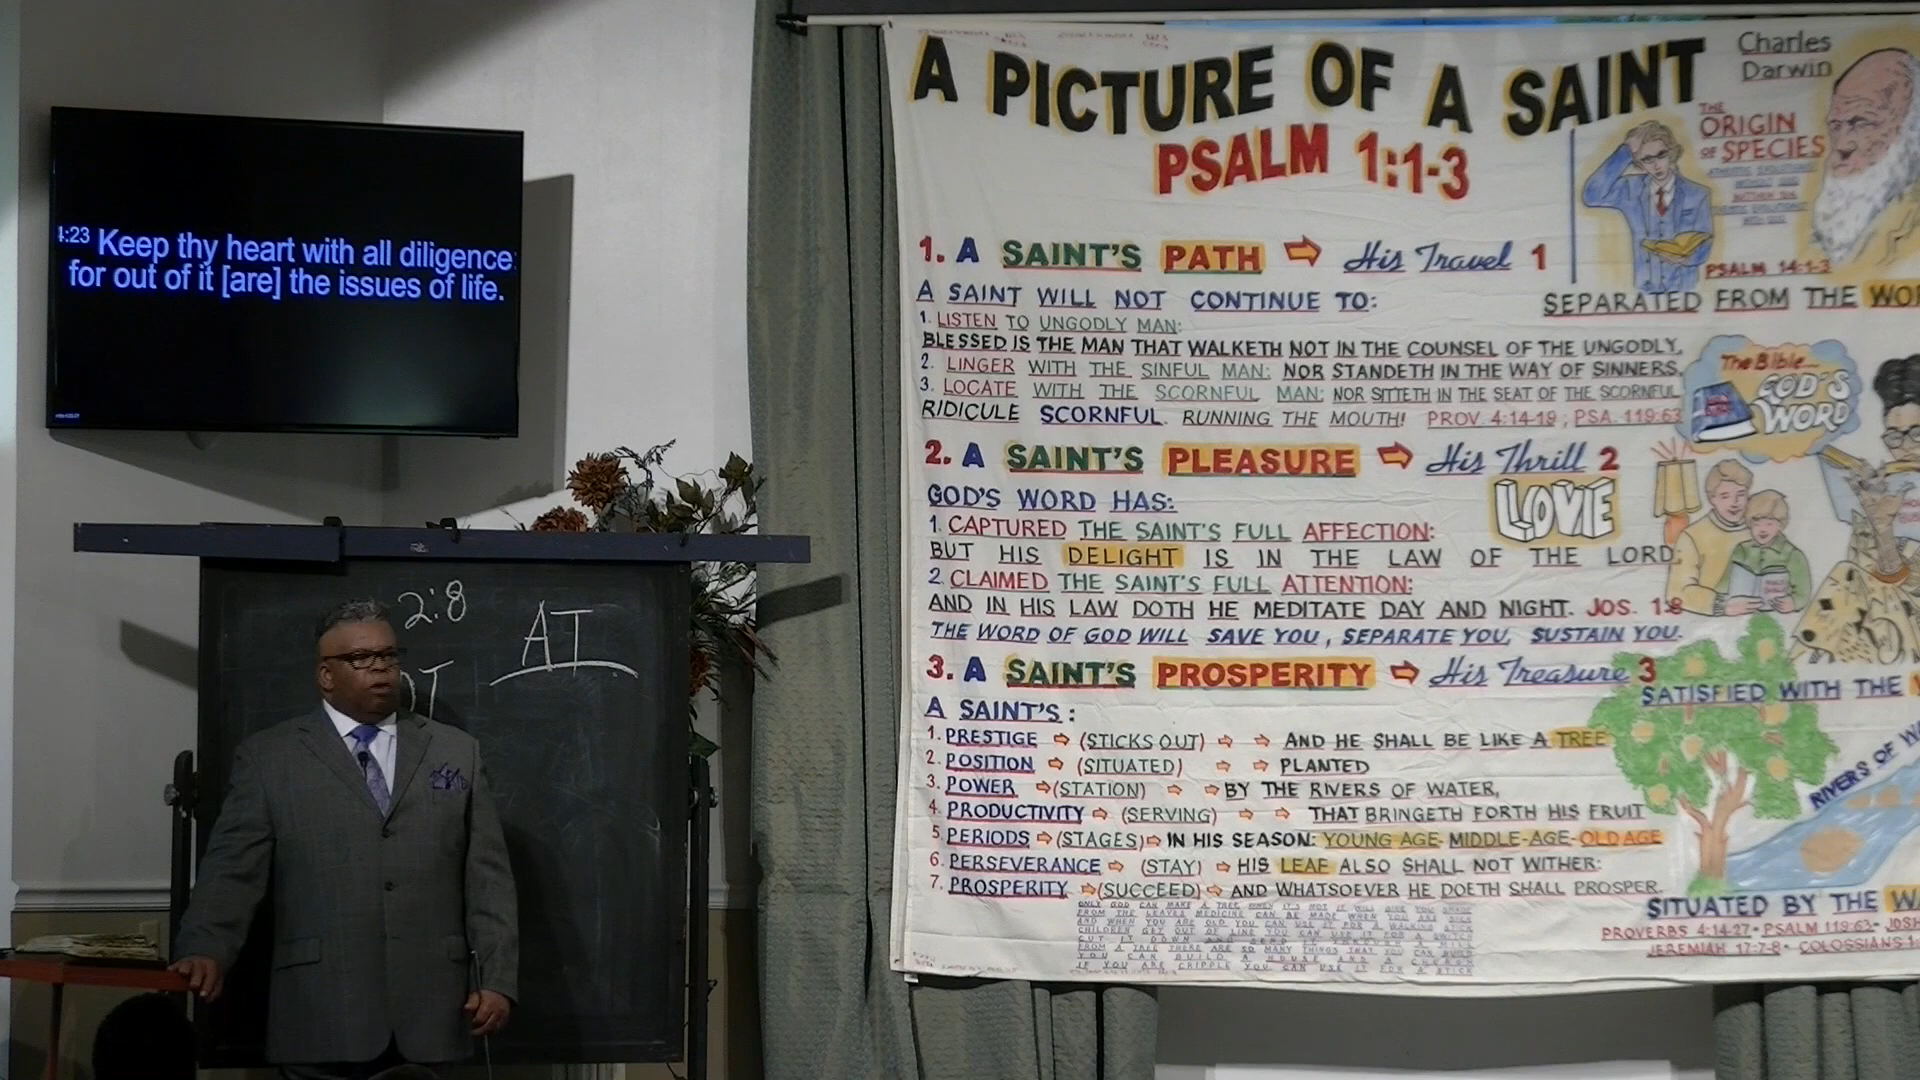 4:23 Keep thy heart with all diligence:
for out of it [are] the issues of life.
2:8
AT
A PICTURE OF A SAINT
PSALM 1:1-3
Charles
Darwin
THE
ORIGIN
OF SPECIES
PSALM 14:1-3
1. A SAINT'S PATH ⇨ His Travel 1
SEPARATED FROM THE
A SAINT WILL NOT CONTINUE TO:
1. LISTEN TO UNGODLY MAN:
BLESSED IS THE MAN THAT WALKETH NOT IN THE COUNSEL OF THE UNGODLY,
2. LINGER WITH THE SINFUL MAN: NOR STANDETH IN THE WAY OF SINNERS,
3. LOCATE WITH THE SCORNFUL MAN: NOR SITTETH IN THE SEAT OF THE SCORNFUL
RIDICULE SCORNFUL. RUNNING THE MOUTH! PROV. 4:14-19 ; PSA. 119:63
The Bible...
GOD'S
WORD
2. A SAINT'S PLEASURE ⇨ His Thrill 2
LOVE
GOD'S WORD HAS:
1. CAPTURED THE SAINT'S FULL AFFECTION:
BUT HIS DELIGHT IS IN THE LAW OF THE LORD;
2. CLAIMED THE SAINT'S FULL ATTENTION:
AND IN HIS LAW DOTH HE MEDITATE DAY AND NIGHT. JOS. 1:8
THE WORD OF GOD WILL SAVE YOU, SEPARATE YOU, SUSTAIN YOU.
3. A SAINT'S PROSPERITY ⇨ His Treasure 3
SATISFIED WITH THE
A SAINT'S:
1. PRESTIGE ⇨ (STICKS OUT) ⇨ ⇨ AND HE SHALL BE LIKE A TREE
2. POSITION ⇨ (SITUATED) ⇨ ⇨ PLANTED
3. POWER ⇨ (STATION) ⇨ ⇨ BY THE RIVERS OF WATER,
4. PRODUCTIVITY ⇨ (SERVING) ⇨ ⇨ THAT BRINGETH FORTH HIS FRUIT
5. PERIODS ⇨ (STAGES) ⇨ IN HIS SEASON: YOUNG AGE- MIDDLE-AGE- OLD AGE
6. PERSEVERANCE ⇨ (STAY) ⇨ HIS LEAF ALSO SHALL NOT WITHER:
7. PROSPERITY ⇨ (SUCCEED) ⇨ AND WHATSOEVER HE DOETH SHALL PROSPER.
RIVERS OF
SITUATED BY THE
PROVERBS 4:14-27 • PSALM 119:63 •
JEREMIAH 17:7-8 • COLOSSIANS